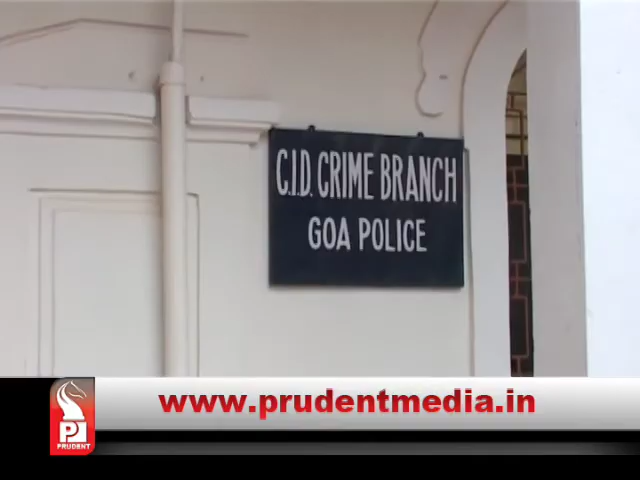 C.I.D. CRIME BRANCH
GOA POLICE
www.prudentmedia.in
P
PRUDENT